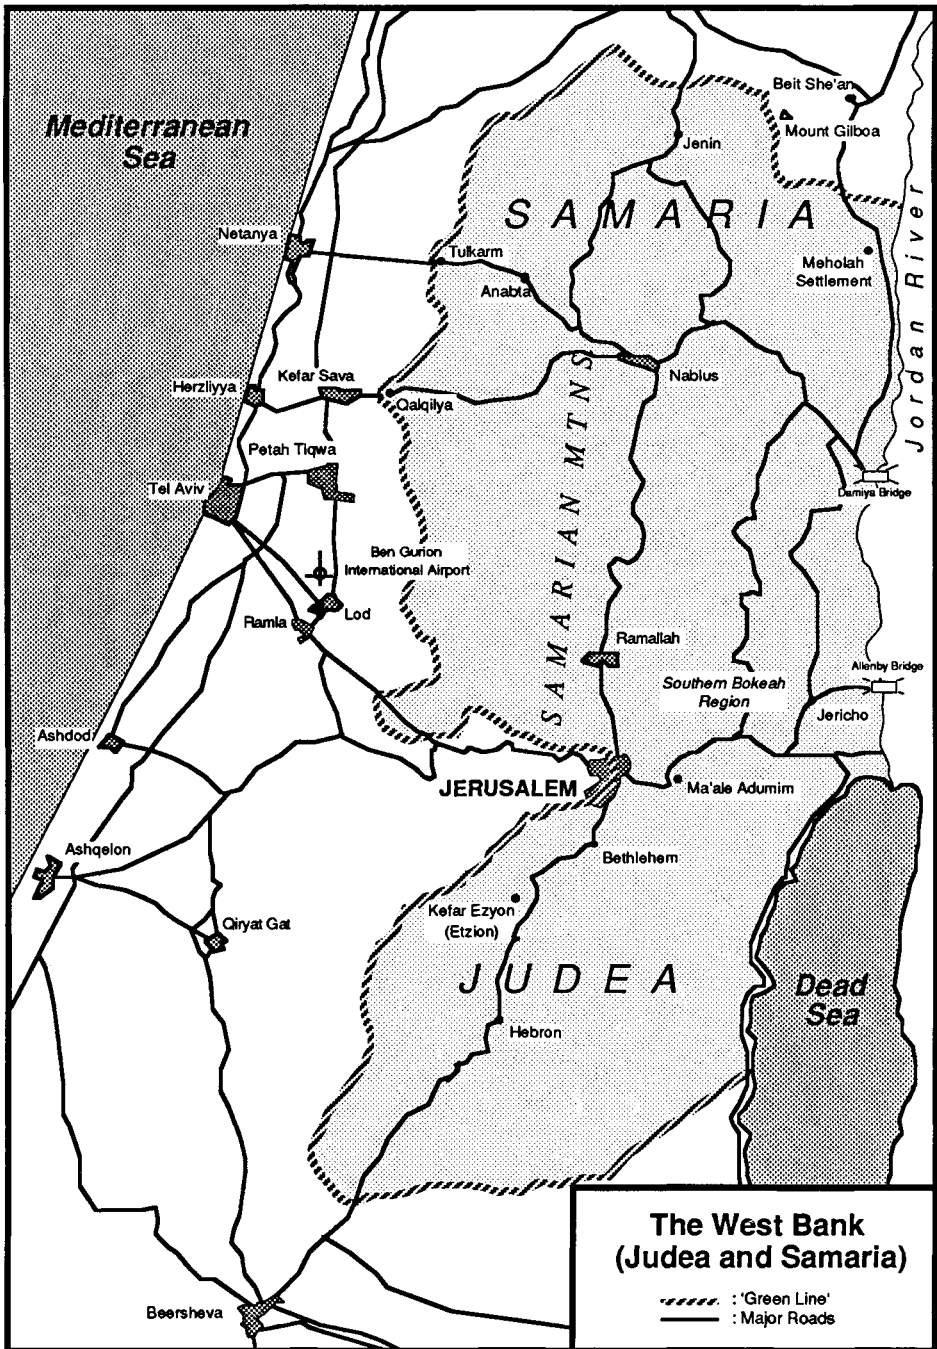 Mediterranean
Sea
Beit She'an
Mount Gilboa
Jenin
SAMARIA
Jordan River
Netanya
Tulkarm
Anabta
Meholah
Settlement
Herzliyya
Kefar Sava
Qalqilya
Nablus
SAMARIAN MTNS
Petah Tiqwa
Tel Aviv
Damiya Bridge
Ben Gurion
International Airport
Lod
Ramla
Ramallah
Southern Bokeah
Region
Allenby Bridge
Jericho
Ashdod
JERUSALEM
Ma'ale Adumim
Ashqelon
Bethlehem
Kefar Ezyon
(Etzion)
Qiryat Gat
JUDEA
Dead
Sea
Hebron
Beersheva
The West Bank
(Judea and Samaria)
: 'Green Line'
: Major Roads